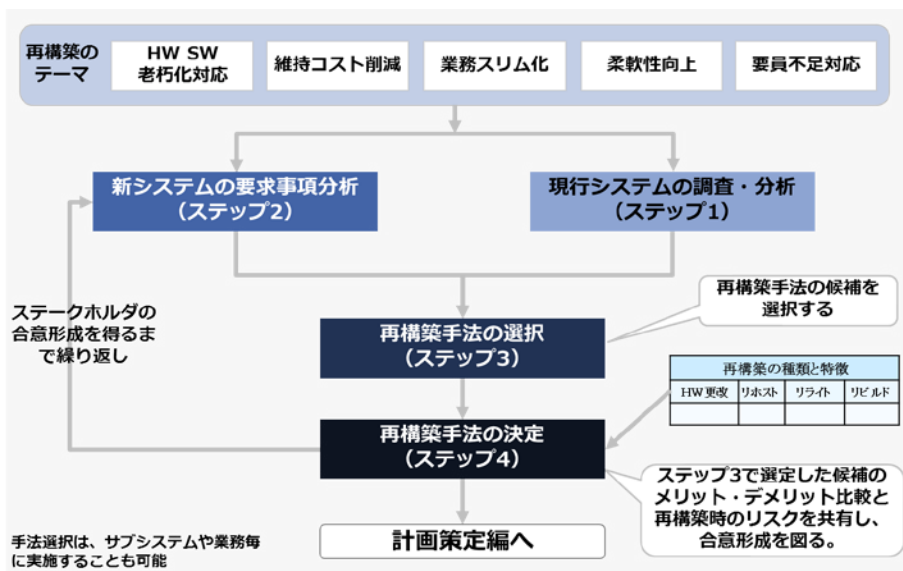 再構築の
テーマ
HW SW
老朽化対応
維持コスト削減
業務スリム化
柔軟性向上
要員不足対応
新システムの要求事項分析
（ステップ2）
現行システムの調査・分析
（ステップ1）
ステークホルダの
合意形成を得るま
で繰り返し
再構築手法の選択
（ステップ3）
再構築手法の候補を
選択する
再構築の種類と特徴
HW更改 リホスト リライト リビルド
再構築手法の決定
（ステップ4）
ステップ3で選定した候補の
メリット・デメリット比較と
再構築時のリスクを共有し、
合意形成を図る。
計画策定編へ
手法選択は、サブシステムや業務毎
に実施することも可能